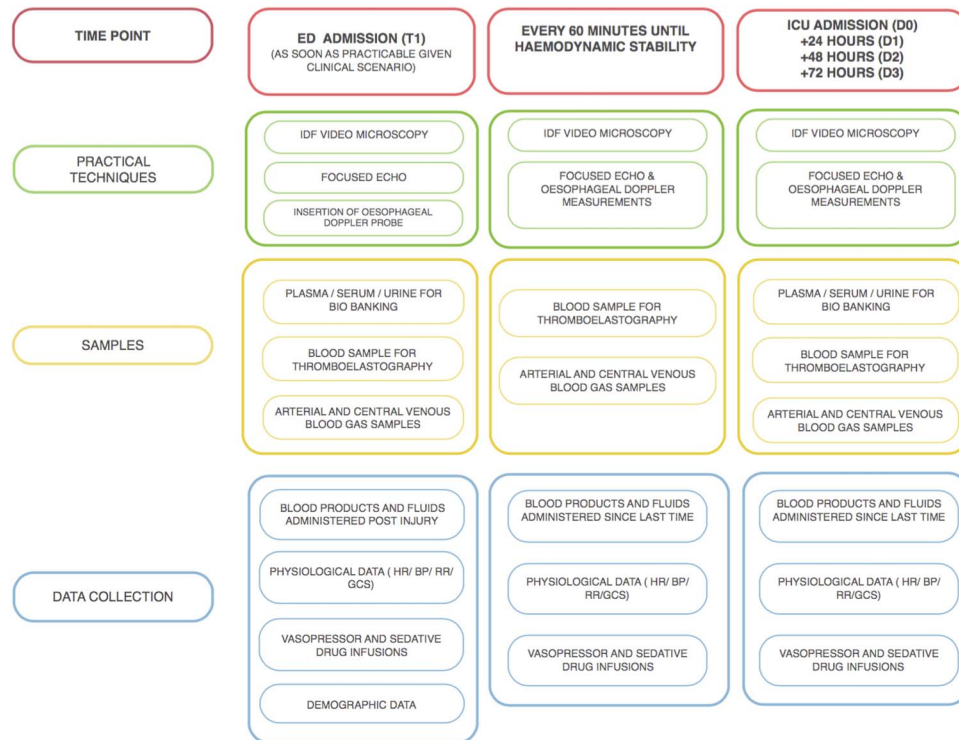 TIME POINT
ED ADMISSION (T1)
(AS SOON AS PRACTICABLE GIVEN
CLINICAL SCENARIO)
EVERY 60 MINUTES UNTIL
HAEMODYNAMIC STABILITY
ICU ADMISSION (D0)
+24 HOURS (D1)
+48 HOURS (D2)
+72 HOURS (D3)
PRACTICAL
TECHNIQUES
IDF VIDEO MICROSCOPY
FOCUSED ECHO
INSERTION OF OESOPHAGEAL
DOPPLER PROBE
IDF VIDEO MICROSCOPY
FOCUSED ECHO &
OESOPHAGEAL DOPPLER
MEASUREMENTS
IDF VIDEO MICROSCOPY
FOCUSED ECHO &
OESOPHAGEAL DOPPLER
MEASUREMENTS
SAMPLES
PLASMA / SERUM / URINE FOR
BIO BANKING
BLOOD SAMPLE FOR
THROMBOELASTOGRAPHY
ARTERIAL AND CENTRAL VENOUS
BLOOD GAS SAMPLES
BLOOD SAMPLE FOR
THROMBOELASTOGRAPHY
ARTERIAL AND CENTRAL VENOUS
BLOOD GAS SAMPLES
PLASMA / SERUM / URINE FOR
BIO BANKING
BLOOD SAMPLE FOR
THROMBOELASTOGRAPHY
ARTERIAL AND CENTRAL VENOUS
BLOOD GAS SAMPLES
DATA COLLECTION
BLOOD PRODUCTS AND FLUIDS
ADMINISTERED POST INJURY
PHYSIOLOGICAL DATA ( HR/ BP/ RR/
GCS)
VASOPRESSOR AND SEDATIVE
DRUG INFUSIONS
DEMOGRAPHIC DATA
BLOOD PRODUCTS AND FLUIDS
ADMINISTERED SINCE LAST TIME
PHYSIOLOGICAL DATA ( HR/ BP/
RR/GCS)
VASOPRESSOR AND SEDATIVE
DRUG INFUSIONS
BLOOD PRODUCTS AND FLUIDS
ADMINISTERED SINCE LAST TIME
PHYSIOLOGICAL DATA ( HR/ BP/
RR/GCS)
VASOPRESSOR AND SEDATIVE
DRUG INFUSIONS